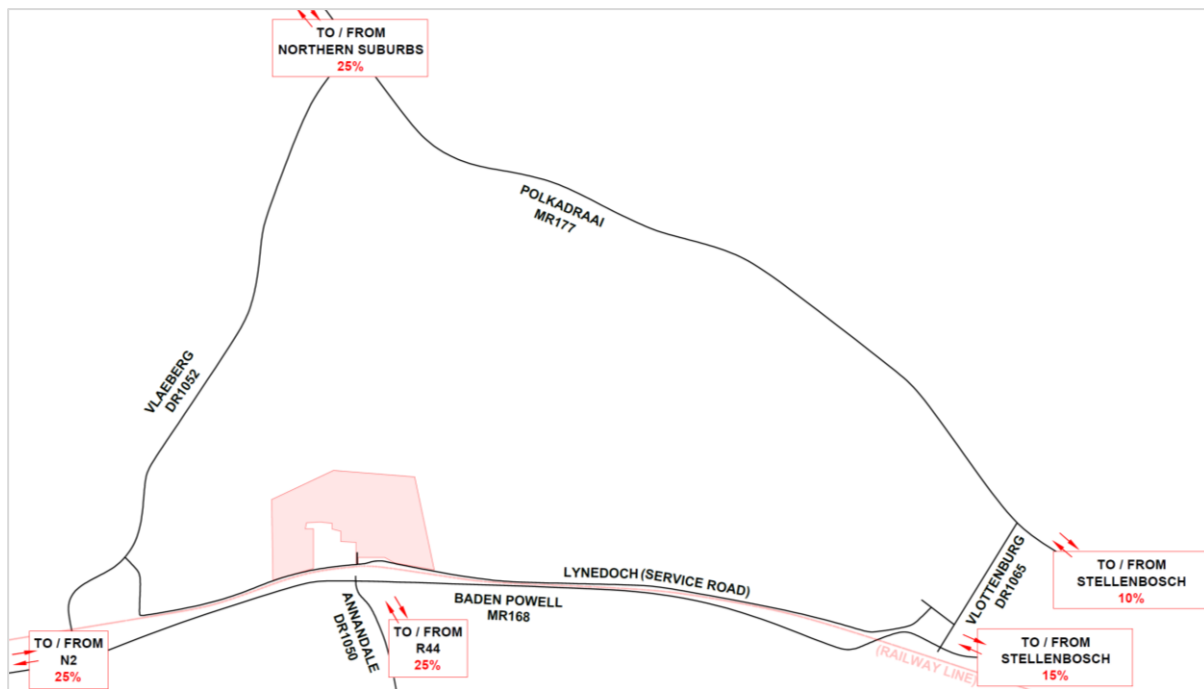 TO / FROM
NORTHERN SUBURBS
25%
POLKADRAAI
MR177
VLAEBERG
DR1052
LYNEDOCH (SERVICE ROAD)
BADEN POWELL
MR168
VLOTTENBURG
DR1065
TO / FROM
STELLENBOSCH
10%
ANNANDALE
DR1050
TO / FROM
R44
25%
TO / FROM
N2
25%
(RAILWAY LINE)
TO / FROM
STELLENBOSCH
15%